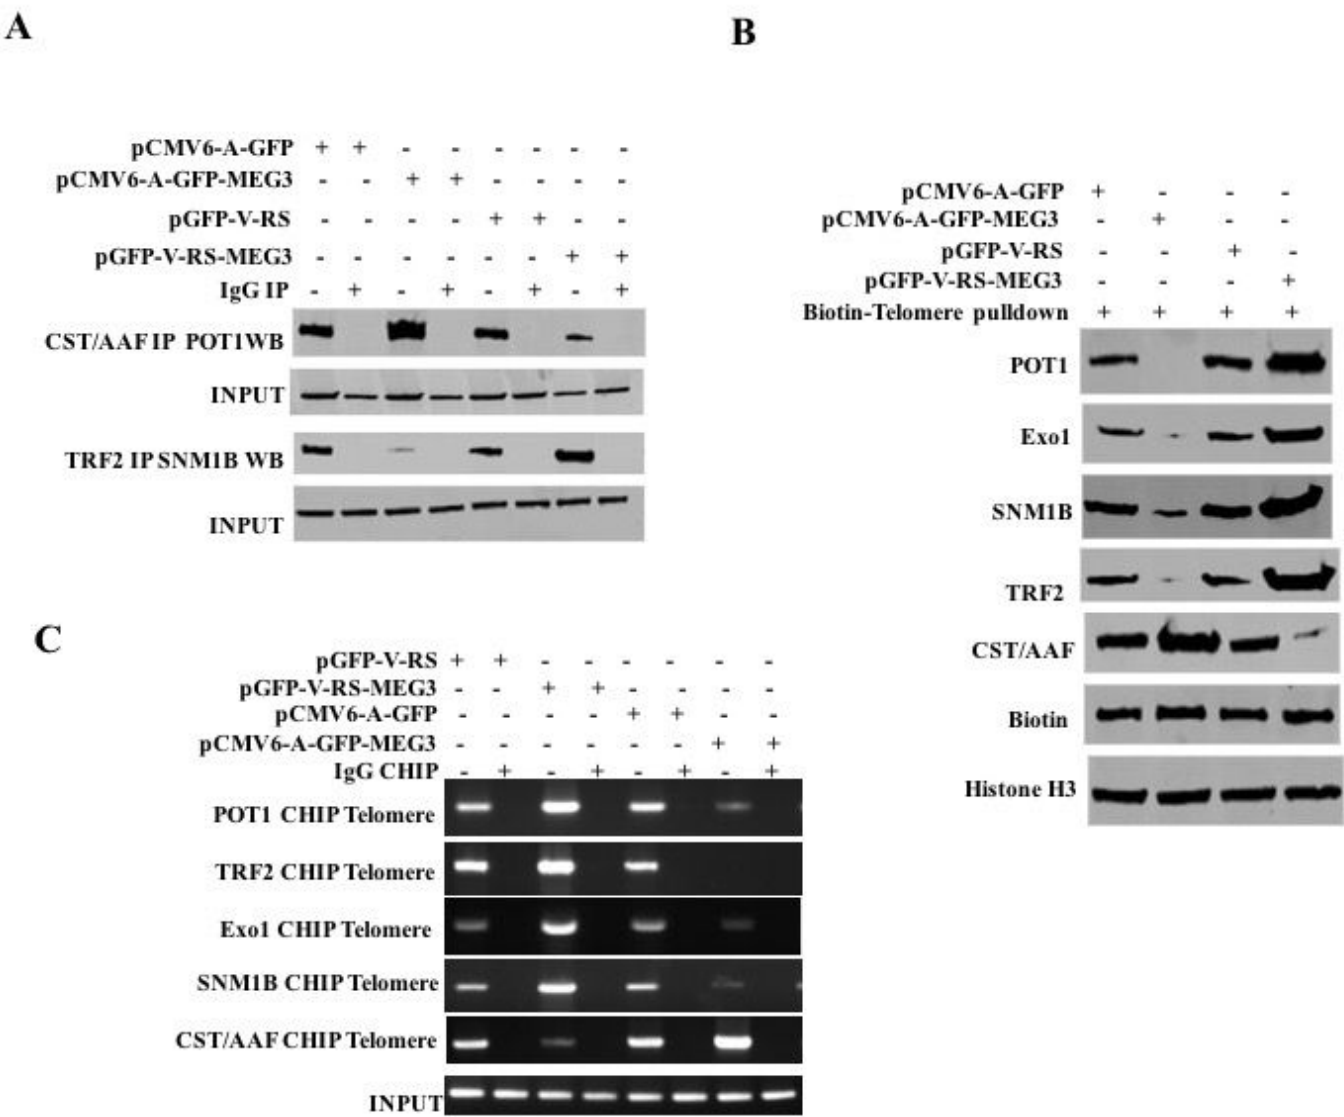 A
pCMV6-A-GFP + + - - - - - -
pCMV6-A-GFP-MEG3 - - + + - - - -
pGFP-V-RS - - - - + + - -
pGFP-V-RS-MEG3 - - - - - - + +
IgG IP - + - + - + - +
CST/AAF IP POT1WB
INPUT
TRF2 IP SNM1B WB
INPUT
B
pCMV6-A-GFP + - - -
pCMV6-A-GFP-MEG3 - + - -
pGFP-V-RS - - + -
pGFP-V-RS-MEG3 - - - +
Biotin-Telomere pulldown + + + +
POT1
Exo1
SNM1B
TRF2
CST/AAF
Biotin
Histone H3
C
pGFP-V-RS + + - - - - - -
pGFP-V-RS-MEG3 - - + + - - - -
pCMV6-A-GFP - - - - + + - -
pCMV6-A-GFP-MEG3 - - - - - - + +
IgG CHIP - + - + - + - +
POT1 CHIP Telomere
TRF2 CHIP Telomere
Exo1 CHIP Telomere
SNM1B CHIP Telomere
CST/AAF CHIP Telomere
INPUT